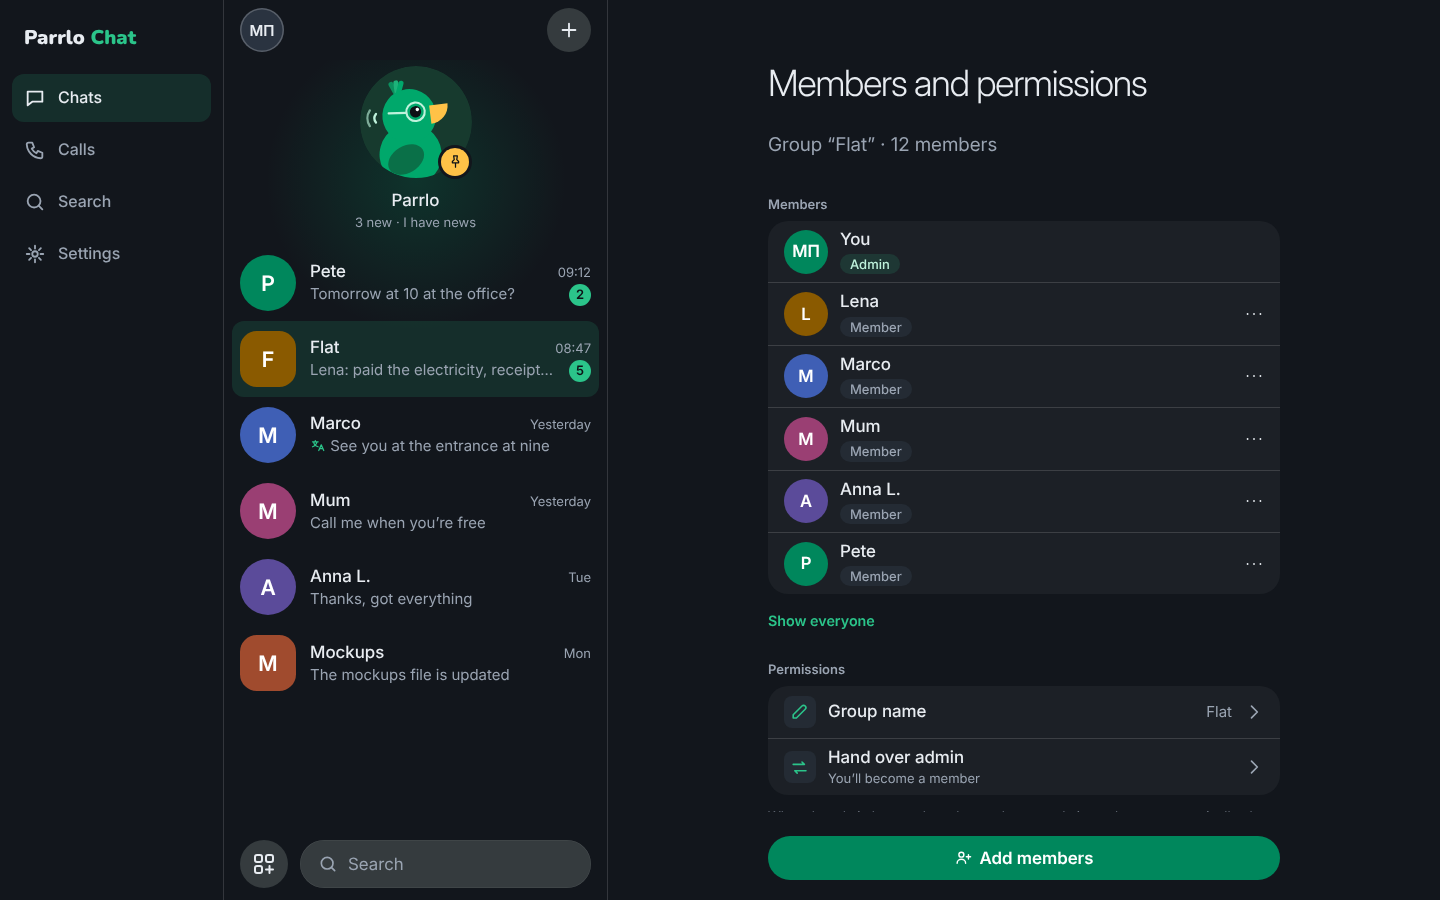 Parrlo Chat
Chats
Calls
Search
Settings
МП
Parrlo
3 new · I have news
P
Pete
09:12
Tomorrow at 10 at the office?
2
F
Flat
08:47
Lena: paid the electricity, receipt...
5
M
Marco
Yesterday
See you at the entrance at nine
M
Mum
Yesterday
Call me when you’re free
A
Anna L.
Tue
Thanks, got everything
M
Mockups
Mon
The mockups file is updated
Search
Members and permissions
Group “Flat” · 12 members
Members
МП
You
Admin
L
Lena
Member
M
Marco
Member
M
Mum
Member
A
Anna L.
Member
P
Pete
Member
Show everyone
Permissions
Group name
Flat
Hand over admin
You’ll become a member
Add members